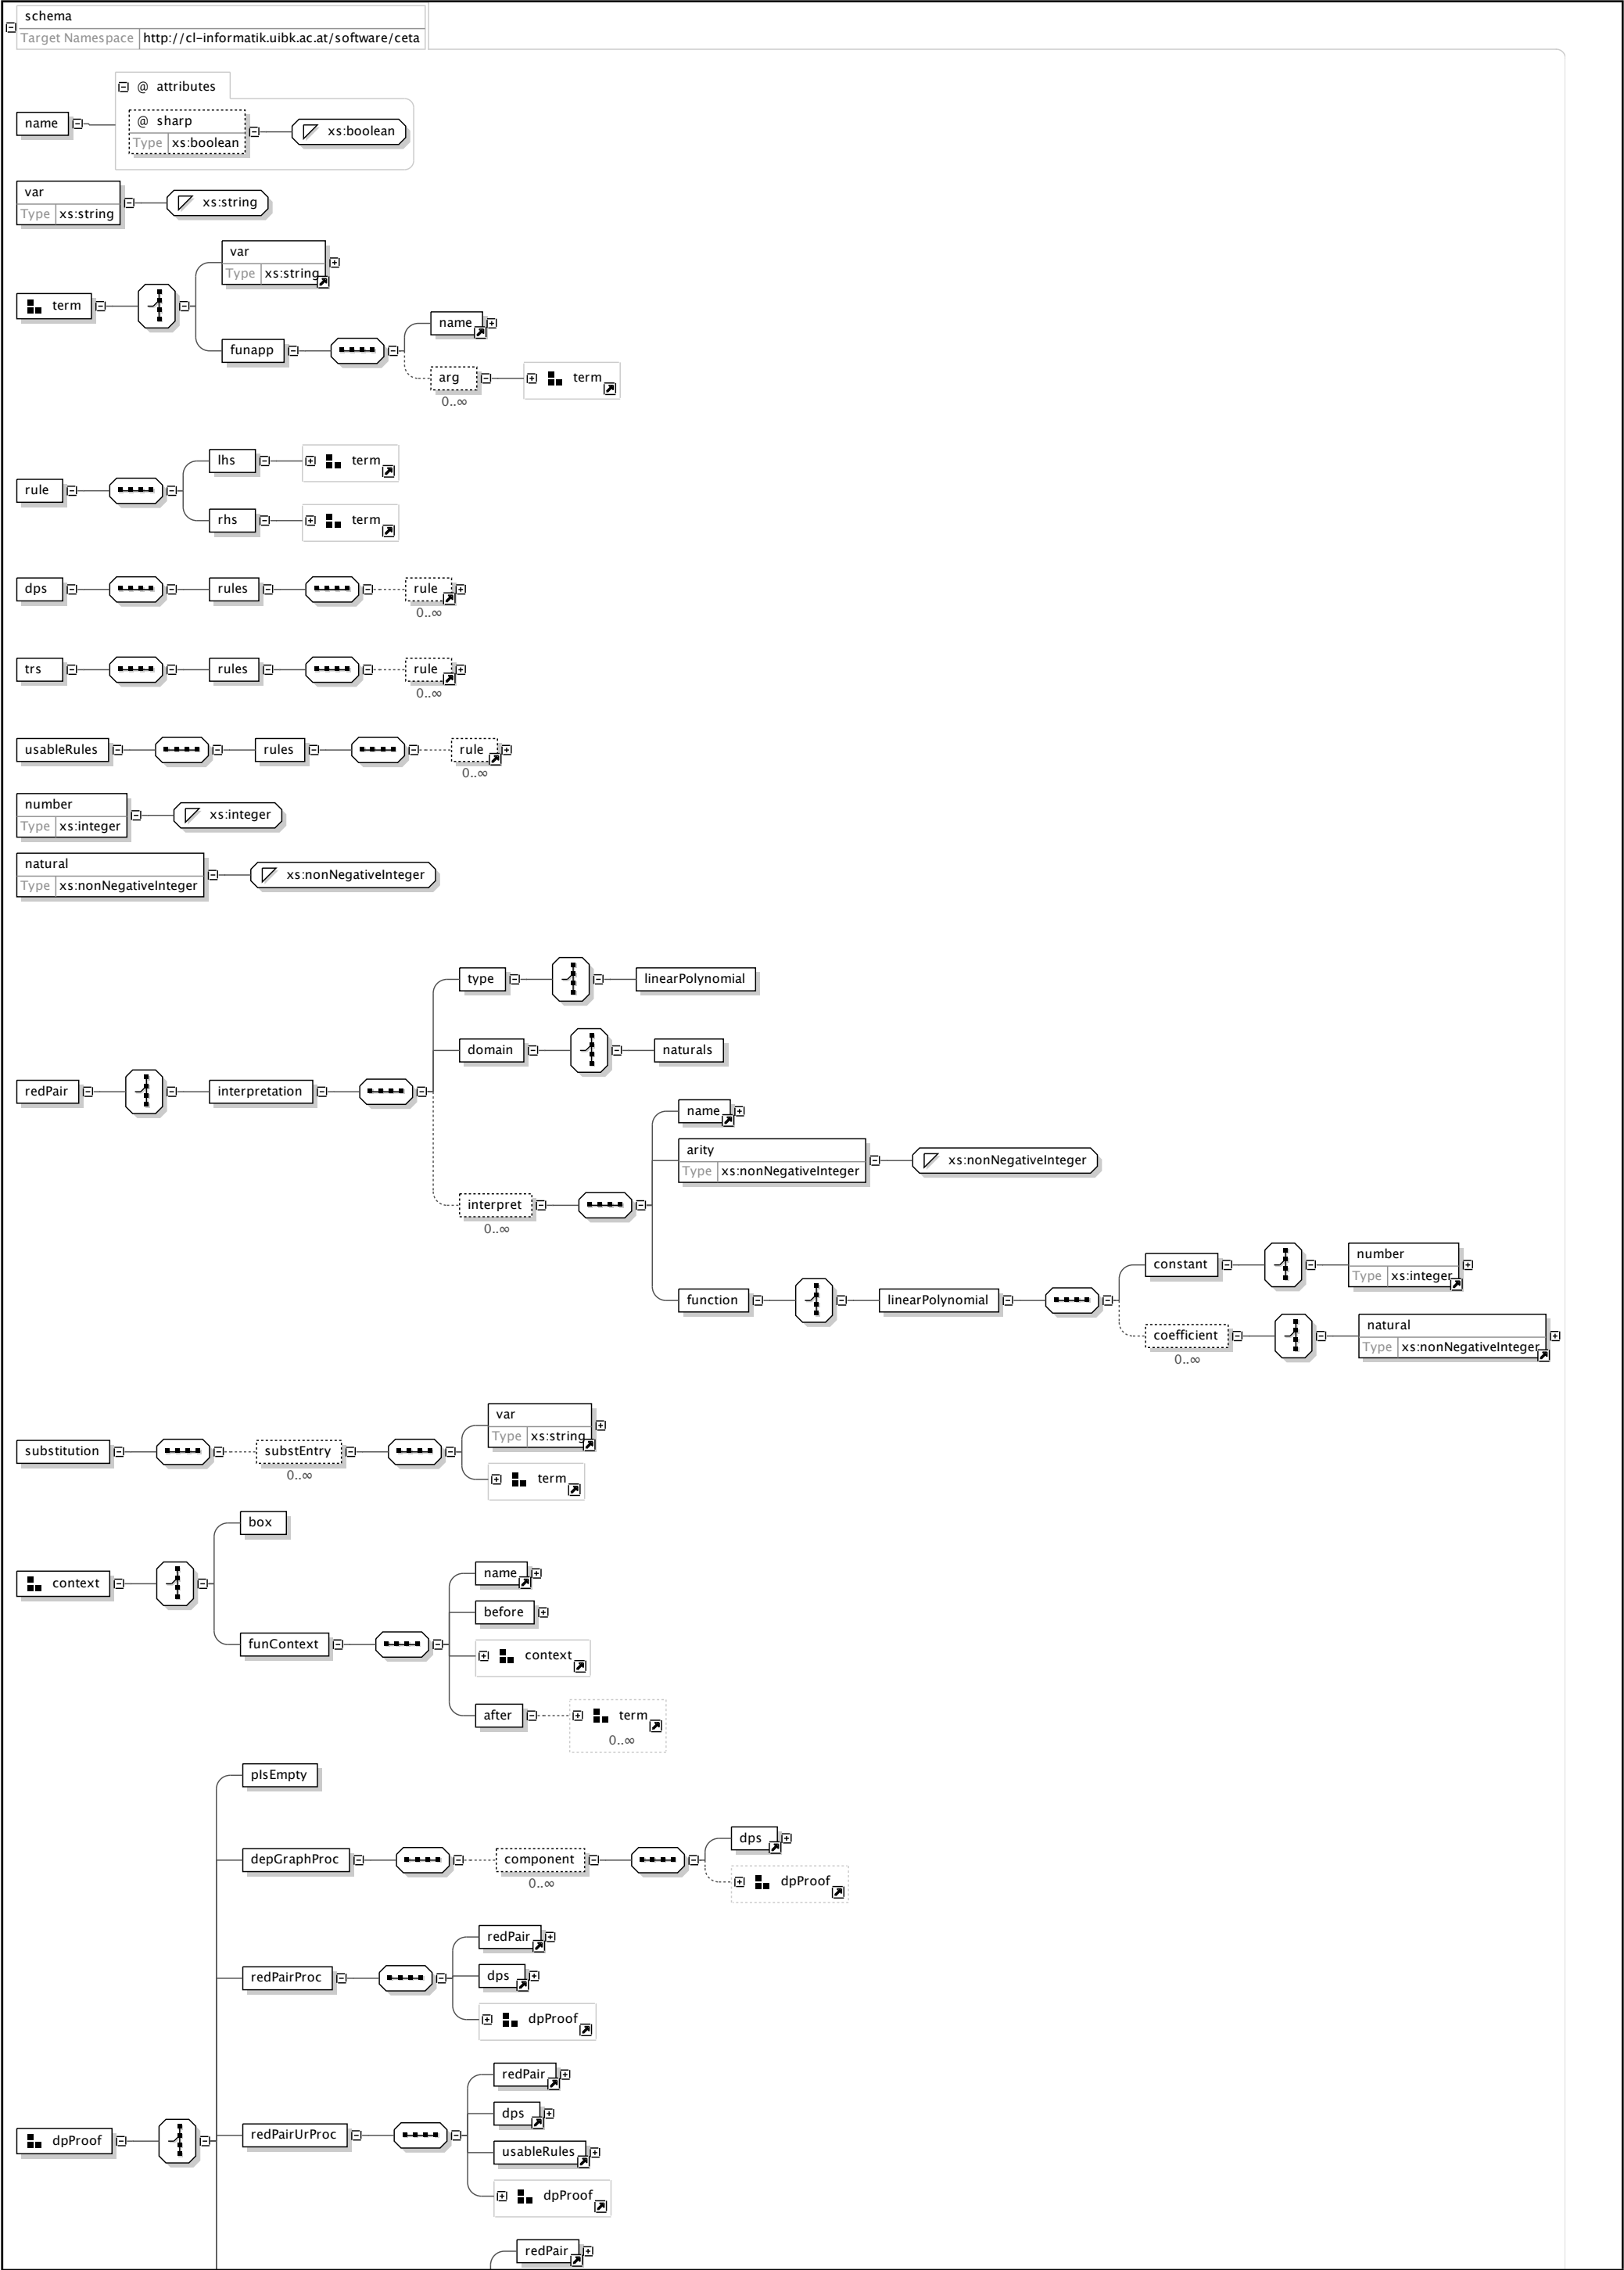 schema
Target Namespace http://cl-informatik.uibk.ac.at/software/ceta
@ attributes
name
@ sharp
Type xs:boolean
xs:boolean
var
Type xs:string
xs:string
var
Type xs:string
term
name
funapp
arg
term
0..∞
lhs
term
rule
rhs
term
dps
rules
rule
0..∞
trs
rules
rule
0..∞
usableRules
rules
rule
0..∞
number
Type xs:integer
xs:integer
natural
Type xs:nonNegativeInteger
xs:nonNegativeInteger
type
linearPolynomial
domain
naturals
redPair
interpretation
name
arity
Type xs:nonNegativeInteger
xs:nonNegativeInteger
interpret
0..∞
function
linearPolynomial
constant
number
Type xs:integer
coefficient
0..∞
natural
Type xs:nonNegativeInteger
var
Type xs:string
substitution
substEntry
0..∞
term
box
context
name
before
funContext
context
after
term
0..∞
pIsEmpty
dps
depGraphProc
component
0..∞
dpProof
redPair
redPairProc
dps
dpProof
redPair
dps
dpProof
redPairUrProc
usableRules
dpProof
redPair